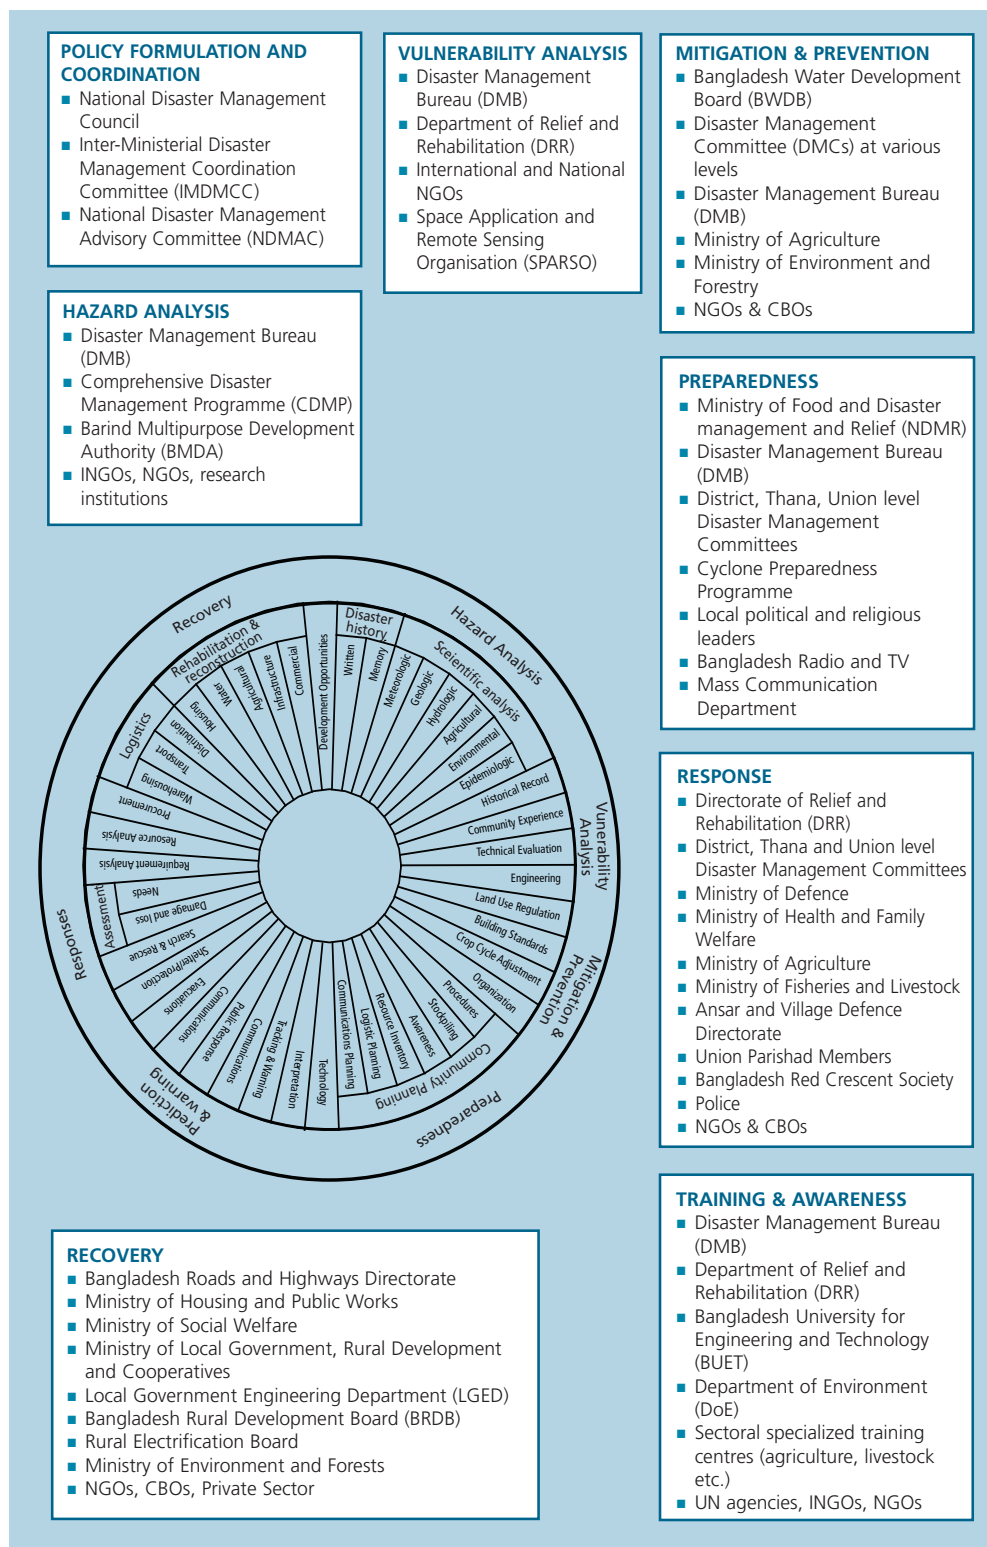 POLICY FORMULATION AND
COORDINATION
■ National Disaster Management
Council
■ Inter-Ministerial Disaster
Management Coordination
Committee (IMDMCC)
■ National Disaster Management
Advisory Committee (NDMAC)
VULNERABILITY ANALYSIS
■ Disaster Management
Bureau (DMB)
■ Department of Relief and
Rehabilitation (DRR)
■ International and National
NGOs
■ Space Application and
Remote Sensing
Organisation (SPARSO)
MITIGATION & PREVENTION
■ Bangladesh Water Development
Board (BWDB)
■ Disaster Management
Committee (DMCs) at various
levels
■ Disaster Management Bureau
(DMB)
■ Ministry of Agriculture
■ Ministry of Environment and
Forestry
■ NGOs & CBOs
HAZARD ANALYSIS
■ Disaster Management Bureau
(DMB)
■ Comprehensive Disaster
Management Programme (CDMP)
■ Barind Multipurpose Development
Authority (BMDA)
■ INGOs, NGOs, research
institutions
PREPAREDNESS
■ Ministry of Food and Disaster
management and Relief (NDMR)
■ Disaster Management Bureau
(DMB)
■ District, Thana, Union level
Disaster Management
Committees
■ Cyclone Preparedness
Programme
■ Local political and religious
leaders
■ Bangladesh Radio and TV
■ Mass Communication
Department
Recovery
Hazard Analysis
Vunerability
Analysis
Mitigation &
Prevention
Preparedness
Prediction
& warning
Responses
Rehabilitation &
reconstruction
Development Opportunities
Disaster
history
Written
Memory
Sceientific analysis
Meteorologic
Geologic
Hydrologic
Agricultural
Environmental
Epidemiologic
Historical Record
Community Experience
Technical Evaluation
Engineering
Land Use Regulation
Building Standards
Crop Cycle Adjustment
Organization
Community Planning
Procedures
Stockpiling
Awareness
Resource Inventory
Logistic Planning
Communications Planning
Technology
Interpretation
Tracking & Warning
Communications
Public Response
Communications
Evacuations
Shelter/Protection
Search & Rescue
Assessment
Damage and loss
Needs
Requirement Analysis
Resource Analysis
Procurement
Logistics
Warehousing
Transport
Distribution
Housing
Water
Agricultural
Infrastructure
Commercial
RESPONSE
■ Directorate of Relief and
Rehabilitation (DRR)
■ District, Thana and Union level
Disaster Management Committees
■ Ministry of Defence
■ Ministry of Health and Family
Welfare
■ Ministry of Agriculture
■ Ministry of Fisheries and Livestock
■ Ansar and Village Defence
Directorate
■ Union Parishad Members
■ Bangladesh Red Crescent Society
■ Police
■ NGOs & CBOs
TRAINING & AWARENESS
■ Disaster Management Bureau
(DMB)
■ Department of Relief and
Rehabilitation (DRR)
■ Bangladesh University for
Engineering and Technology
(BUET)
■ Department of Environment
(DoE)
■ Sectoral specialized training
centres (agriculture, livestock
etc.)
■ UN agencies, INGOs, NGOs
RECOVERY
■ Bangladesh Roads and Highways Directorate
■ Ministry of Housing and Public Works
■ Ministry of Social Welfare
■ Ministry of Local Government, Rural Development
and Cooperatives
■ Local Government Engineering Department (LGED)
■ Bangladesh Rural Development Board (BRDB)
■ Rural Electrification Board
■ Ministry of Environment and Forests
■ NGOs, CBOs, Private Sector